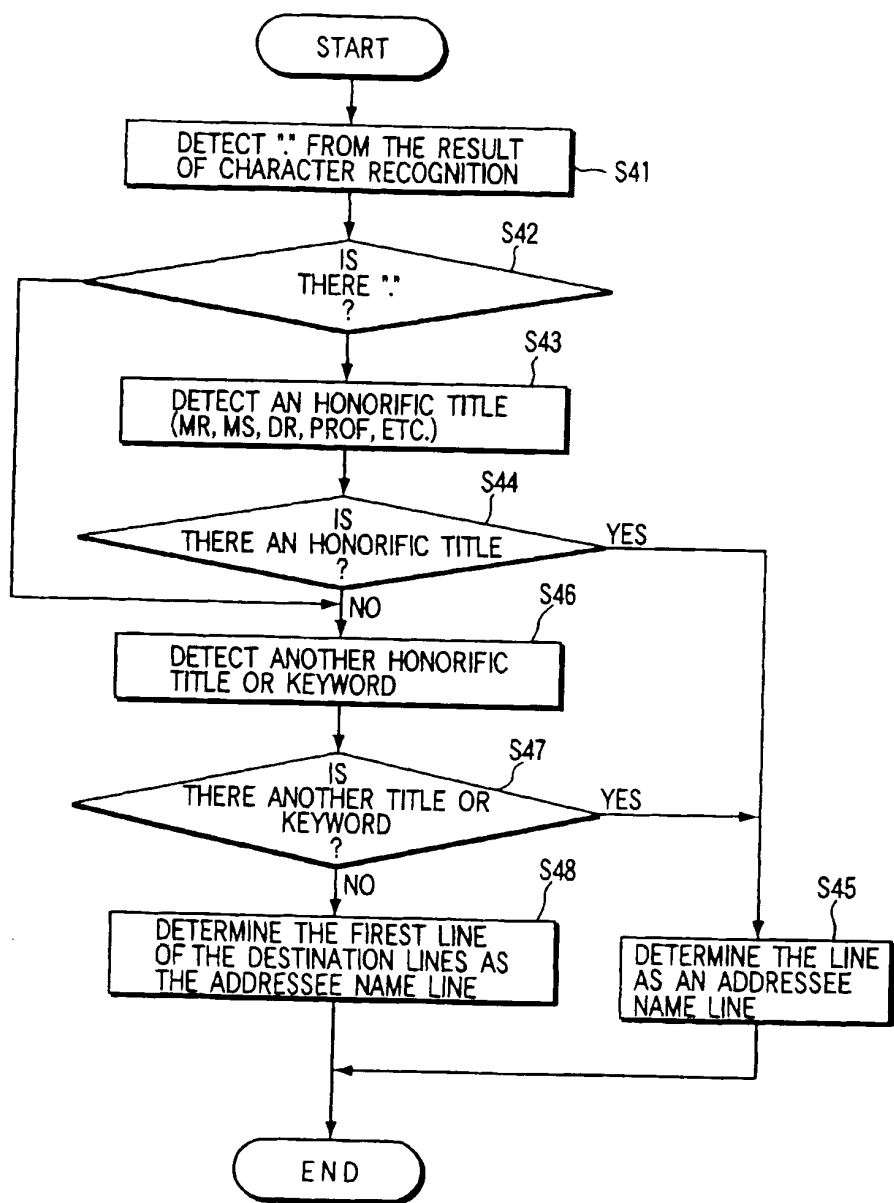 START
DETECT "." FROM THE RESULT
OF CHARACTER RECOGNITION
S41
S42
IS
THERE "."
?
S43
DETECT AN HONORIFIC TITLE
(MR, MS, DR, PROF, ETC.)
S44
IS
THERE AN HONORIFIC TITLE
?
YES
NO
S46
DETECT ANOTHER HONORIFIC
TITLE OR KEYWORD
S47
IS
THERE ANOTHER TITLE OR
KEYWORD
?
YES
NO
S48
DETERMINE THE FIREST LINE
OF THE DESTINATION LINES AS
THE ADDRESSEE NAME LINE
S45
DETERMINE THE LINE
AS AN ADDRESSEE
NAME LINE
END